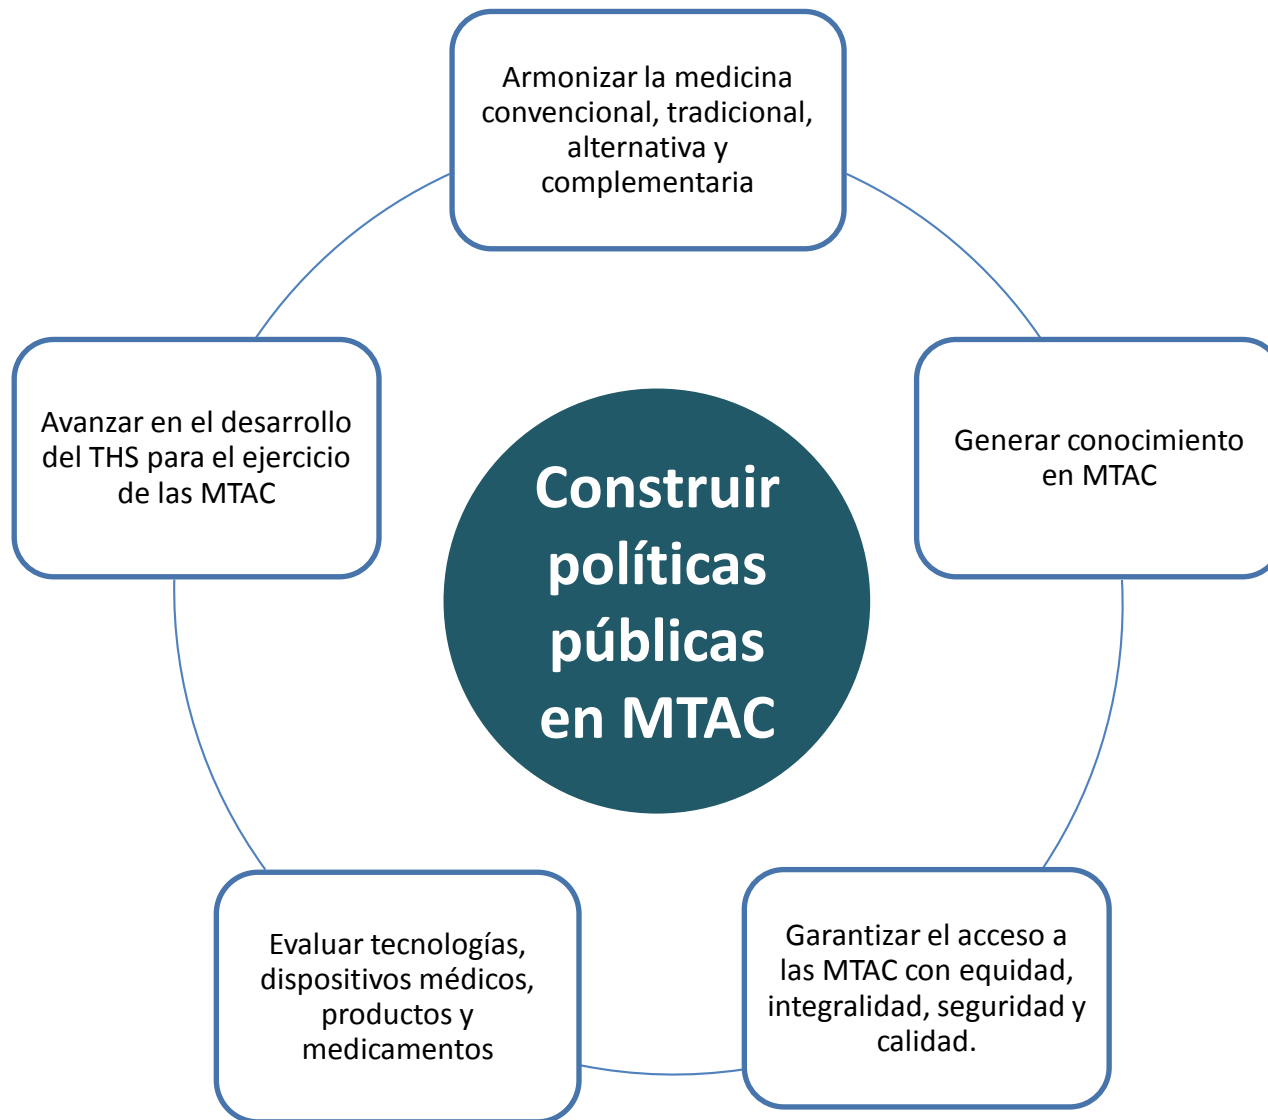 Armonizar la medicina
convencional, tradicional,
alternativa y
complementaria
Generar conocimiento
en MTAC
Garantizar el acceso a
las MTAC con equidad,
integralidad, seguridad y
calidad.
Evaluar tecnologías,
dispositivos médicos,
productos y
medicamentos
Avanzar en el desarrollo
del THS para el ejercicio
de las MTAC
Construir
políticas
públicas
en MTAC